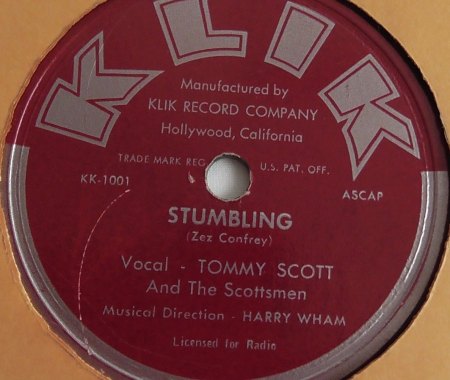 KLIK
Manufactured by
KLIK RECORD COMPANY
Hollywood, California
TRADE MARK REG. U.S. PAT. OFF.
KK-1001
ASCAP
STUMBLING
(Zez Confrey)
Vocal - TOMMY SCOTT
And The Scottsmen
Musical Direction - HARRY WHAM
Licensed for Radio